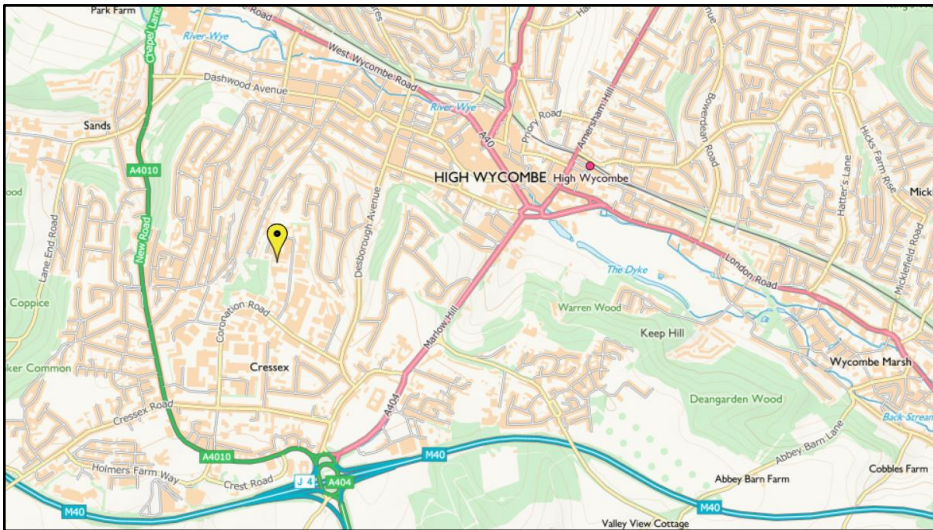 Park Farm
Chapel Lane
River Wye
Road
West Wycombe Road
Dashwood Avenue
River Wye
Priory Road
Amersham Hill
Bowerdean Road
Hicks Farm Rise
Sands
A40
A4010
HIGH WYCOMBE
High Wycombe
Hatter's Lane
Lane End Road
New Road
Desborough Avenue
Micklefield Road
London Road
The Dyke
Coppice
Coronation Road
Warren Wood
Keep Hill
Marlow Hill
Cressex
Wycombe Marsh
Deangarden Wood
Cressex Road
A404
Back Stream
Abbey Barn Lane
A4010
M40
Holmers Farm Way
Crest Road
J 4
A404
Cobbles Farm
Abbey Barn Farm
M40
M40
Valley View Cottage